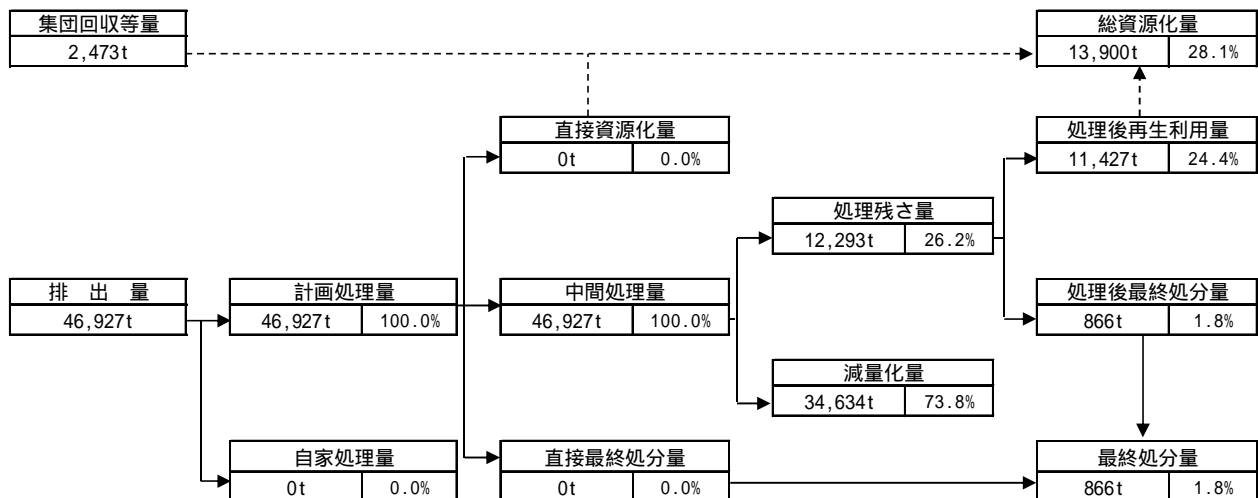 集団回収等量
2,473t
総資源化量
13,900t 28.1%
直接資源化量
0t 0.0%
処理後再生利用量
11,427t 24.4%
処理残さ量
12,293t 26.2%
排 出 量
46,927t
計画処理量
46,927t 100.0%
中間処理量
46,927t 100.0%
処理後最終処分量
866t 1.8%
減量化量
34,634t 73.8%
自家処理量
0t 0.0%
直接最終処分量
0t 0.0%
最終処分量
866t 1.8%